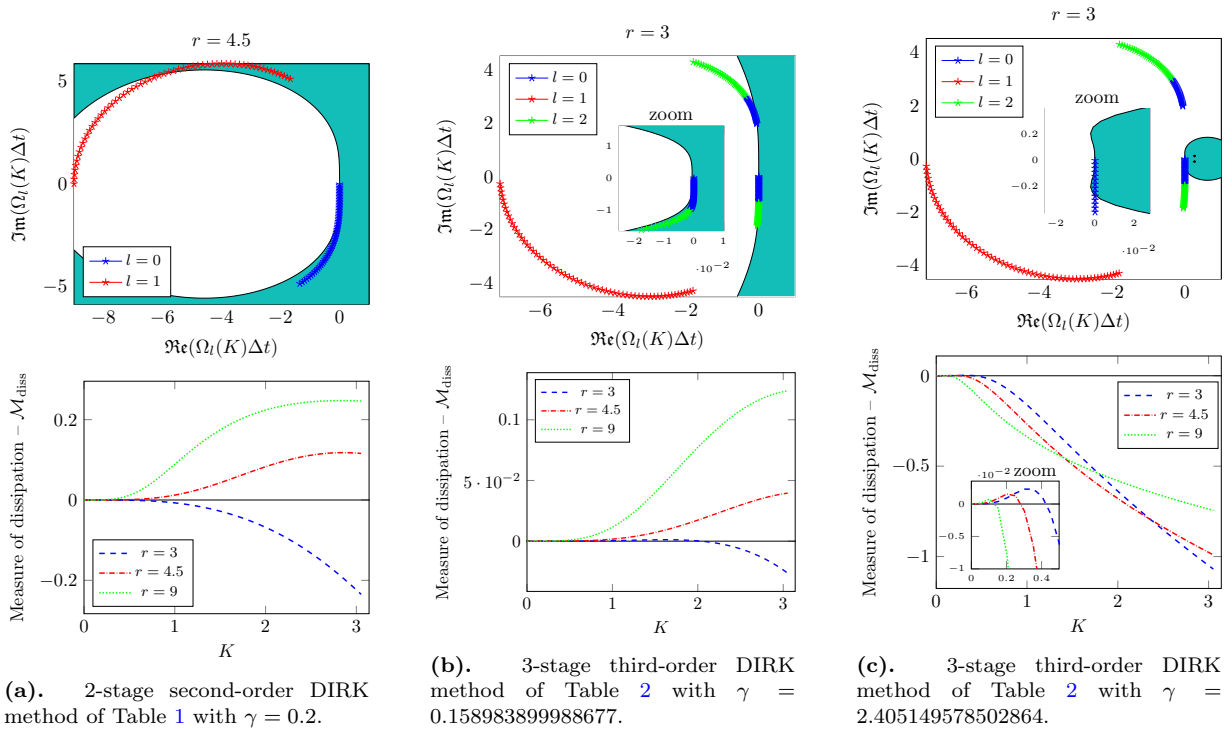 r = 4.5
5
0
−5
−8
−6
−4
−2
0
𝔎𝔢(Ω_l(K)Δt)
𝔍𝔪(Ω_l(K)Δt)
l = 0
l = 1
r = 3
4
2
0
−2
−4
−6
−4
−2
0
ℜ𝔢(Ω_l(K)Δt)
𝔍𝔪(Ω_l(K)Δt)
l = 0
l = 1
l = 2
zoom
1
0
−1
−2
−1
0
1
·10⁻²
r = 3
4
2
0
−2
−4
−6
−4
−2
0
ℜ𝔢(Ω_l(K)Δt)
𝔍𝔪(Ω_l(K)Δt)
l = 0
l = 1
l = 2
zoom
0.2
0
−0.2
−2
0
2
·10⁻²
Measure of dissipation – ℳ_diss
0.2
0
−0.2
0
1
2
3
K
r = 3
r = 4.5
r = 9
Measure of dissipation – ℳ_diss
0.1
5 · 10⁻²
0
0
1
2
3
K
r = 3
r = 4.5
r = 9
Measure of dissipation – ℳ_diss
0
−0.5
−1
0
1
2
3
K
r = 3
r = 4.5
r = 9
·10⁻² zoom
0
−0.5
−1
0
0.2
0.4
(a). 2-stage second-order DIRK
method of Table 1 with γ = 0.2.
(b). 3-stage third-order DIRK
method of Table 2 with γ =
0.158983899988677.
(c). 3-stage third-order DIRK
method of Table 2 with γ =
2.405149578502864.